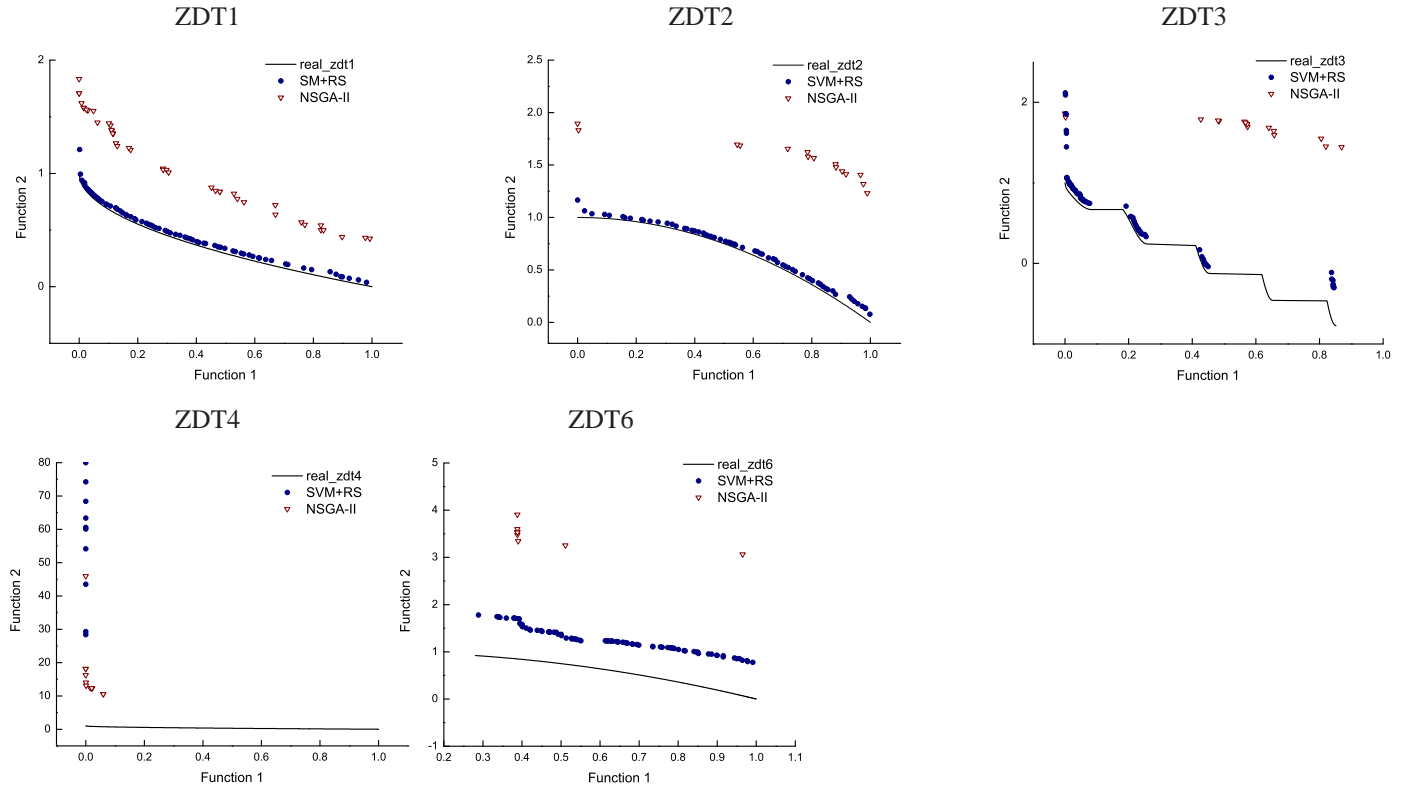 ZDT1
ZDT2
ZDT3
2
1
0
0.0
0.2
0.4
0.6
0.8
1.0
Function 1
Function 2
real_zdt1
SM+RS
NSGA-II
2.5
2.0
1.5
1.0
0.5
0.0
0.0
0.2
0.4
0.6
0.8
1.0
Function 1
Function 2
real_zdt2
SVM+RS
NSGA-II
2
0
0.0
0.2
0.4
0.6
0.8
1.0
Function 1
Function 2
real_zdt3
SVM+RS
NSGA-II
ZDT4
ZDT6
80
70
60
50
40
30
20
10
0
0.0
0.2
0.4
0.6
0.8
1.0
Function 1
Function 2
real_zdt4
SVM+RS
NSGA-II
5
4
3
2
1
0
-1
0.2
0.3
0.4
0.5
0.6
0.7
0.8
0.9
1.0
1.1
Function 1
Function 2
real_zdt6
SVM+RS
NSGA-II